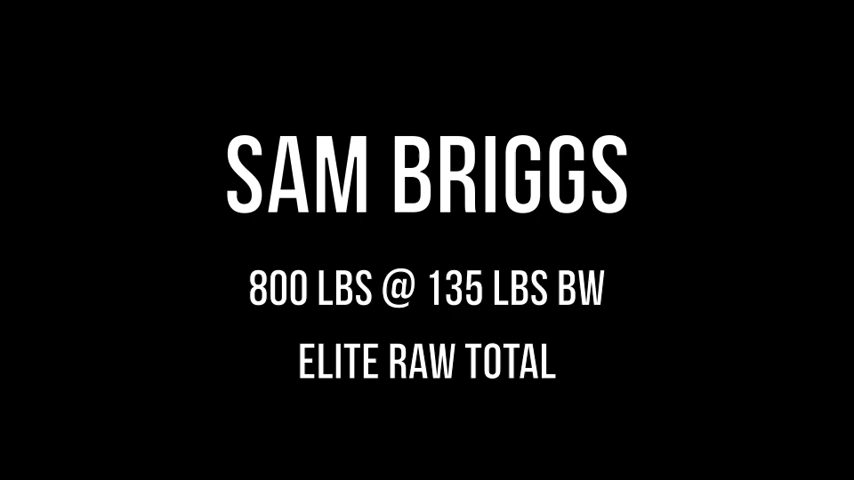 SAM BRIGGS
800 LBS @ 135 LBS BW
ELITE RAW TOTAL